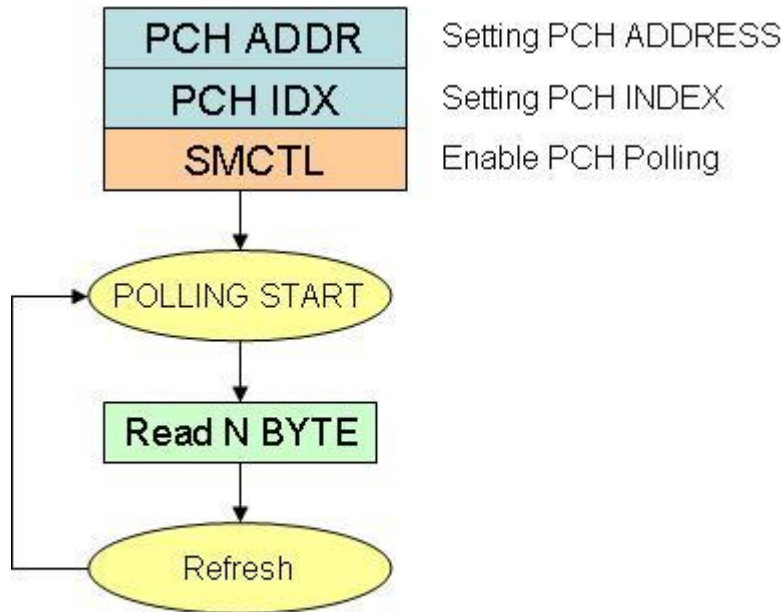 PCH ADDR Setting PCH ADDRESS
PCH IDX Setting PCH INDEX
SMCTL Enable PCH Polling
POLLING START
Read N BYTE
Refresh